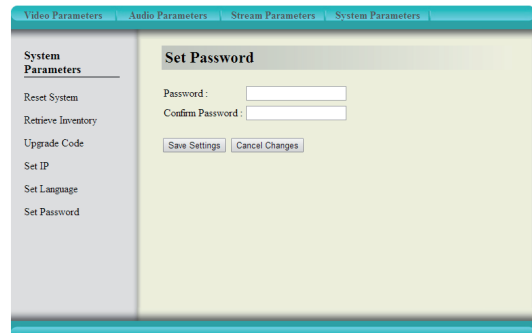 Video Parameters Audio Parameters Stream Parameters System Parameters
System
Parameters
Reset System
Retrieve Inventory
Upgrade Code
Set IP
Set Language
Set Password
Set Password
Password :
Confirm Password :
Save Settings Cancel Changes